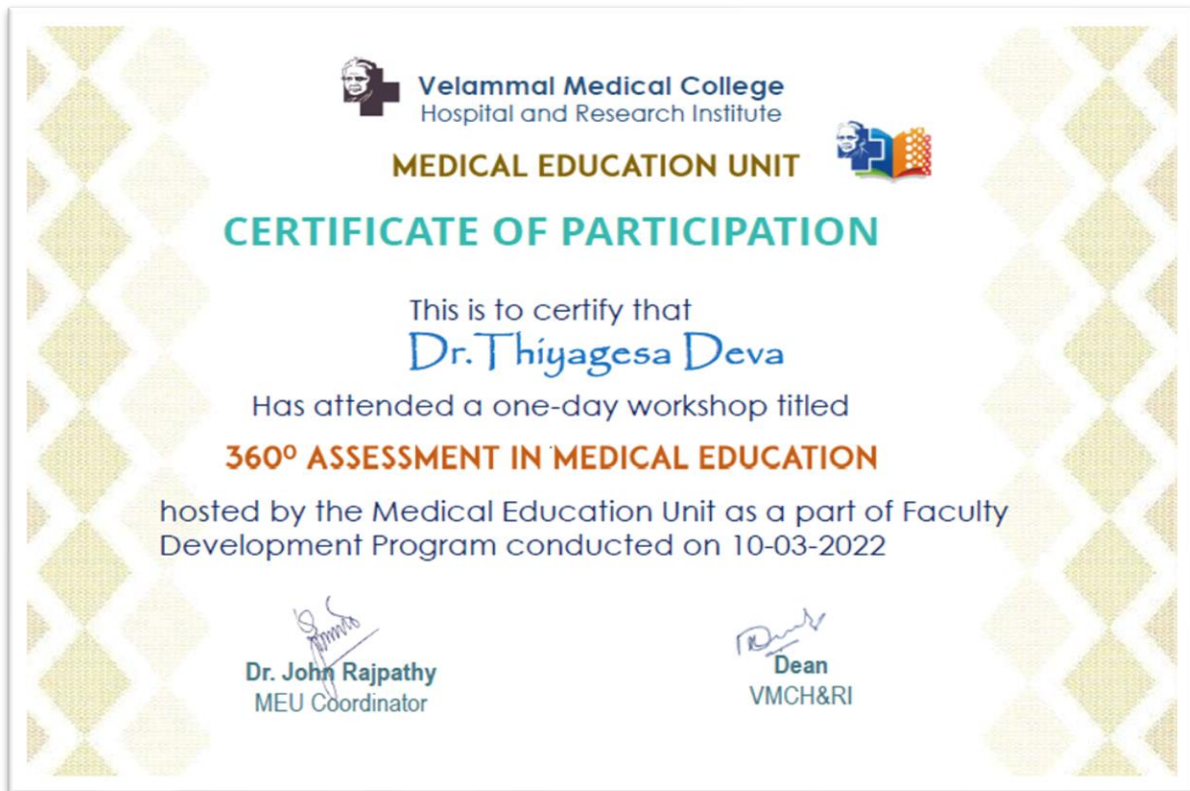 Velammal Medical College
Hospital and Research Institute
MEDICAL EDUCATION UNIT
CERTIFICATE OF PARTICIPATION
This is to certify that
Dr. Thiyagesa Deva
Has attended a one-day workshop titled
360⁰ ASSESSMENT IN MEDICAL EDUCATION
hosted by the Medical Education Unit as a part of Faculty
Development Program conducted on 10-03-2022
Dr. John Rajpathy
MEU Coordinator
Dean
VMCH&RI